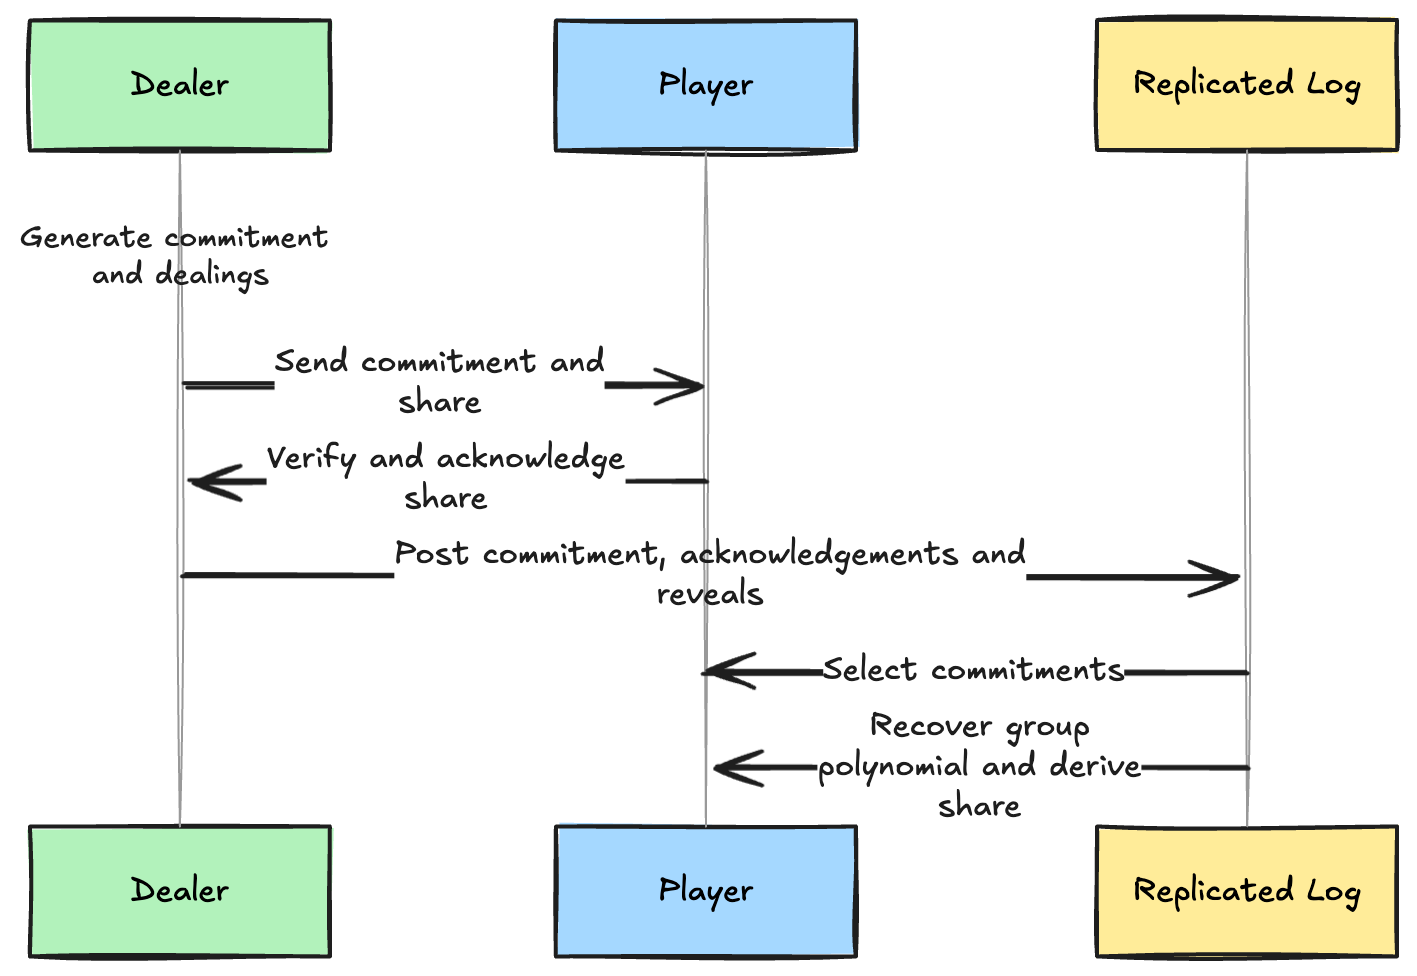 Dealer
Player
Replicated Log
Generate commitment
and dealings
Send commitment and
share
Verify and acknowledge
share
Post commitment, acknowledgements and
reveals
Select commitments
Recover group
polynomial and derive
share
Dealer
Player
Replicated Log